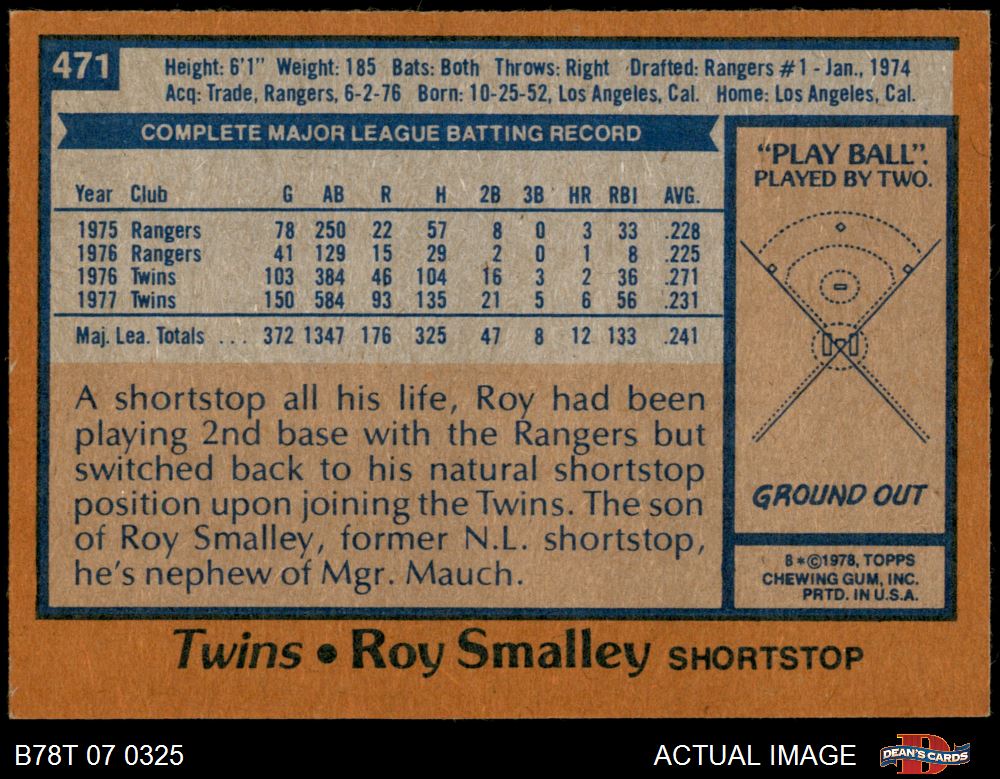 471
Height: 6'1" Weight: 185 Bats: Both Throws: Right Drafted: Rangers #1 - Jan., 1974
Acq: Trade, Rangers, 6-2-76 Born: 10-25-52, Los Angeles, Cal. Home: Los Angeles, Cal.
COMPLETE MAJOR LEAGUE BATTING RECORD
Year Club G AB R H 2B 3B HR RBI AVG.
1975 Rangers 78 250 22 57 8 0 3 33 .228
1976 Rangers 41 129 15 29 2 0 1 8 .225
1976 Twins 103 384 46 104 16 3 2 36 .271
1977 Twins 150 584 93 135 21 5 6 56 .231
Maj. Lea. Totals ... 372 1347 176 325 47 8 12 133 .241
A shortstop all his life, Roy had been
playing 2nd base with the Rangers but
switched back to his natural shortstop
position upon joining the Twins. The son
of Roy Smalley, former N.L. shortstop,
he's nephew of Mgr. Mauch.
"PLAY BALL".
PLAYED BY TWO.
GROUND OUT
B*©1978, TOPPS
CHEWING GUM, INC.
PRTD. IN U.S.A.
Twins • Roy Smalley SHORTSTOP
B78T 07 0325
ACTUAL IMAGE
D
DEAN'S CARDS